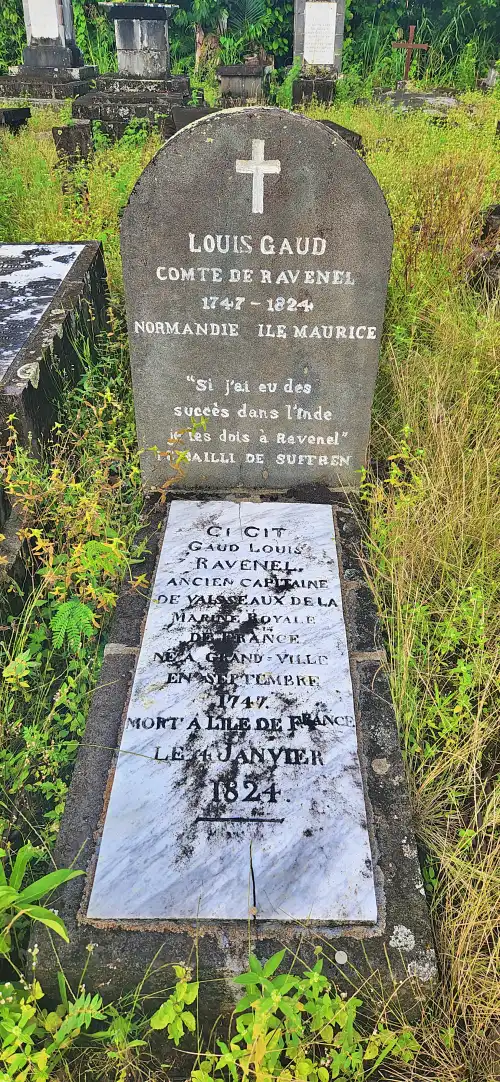 LOUIS GAUD
COMTE DE RAVENEL
1747 - 1824
NORMANDIE ILE MAURICE
"Si j'ai eu des
succès dans l'Inde
je les dois à Ravenel"
BAILLI DE SUFFREN
CI GIT
GAUD LOUIS
RAVENEL,
ANCIEN CAPITAINE
DE VAISSEAUX DE LA
MARINE ROYALE
DE FRANCE
NÉ A GRAND-VILLE
EN SEPTEMBRE
1747.
MORT A L'ILE DE FRANCE
LE JANVIER
1824.